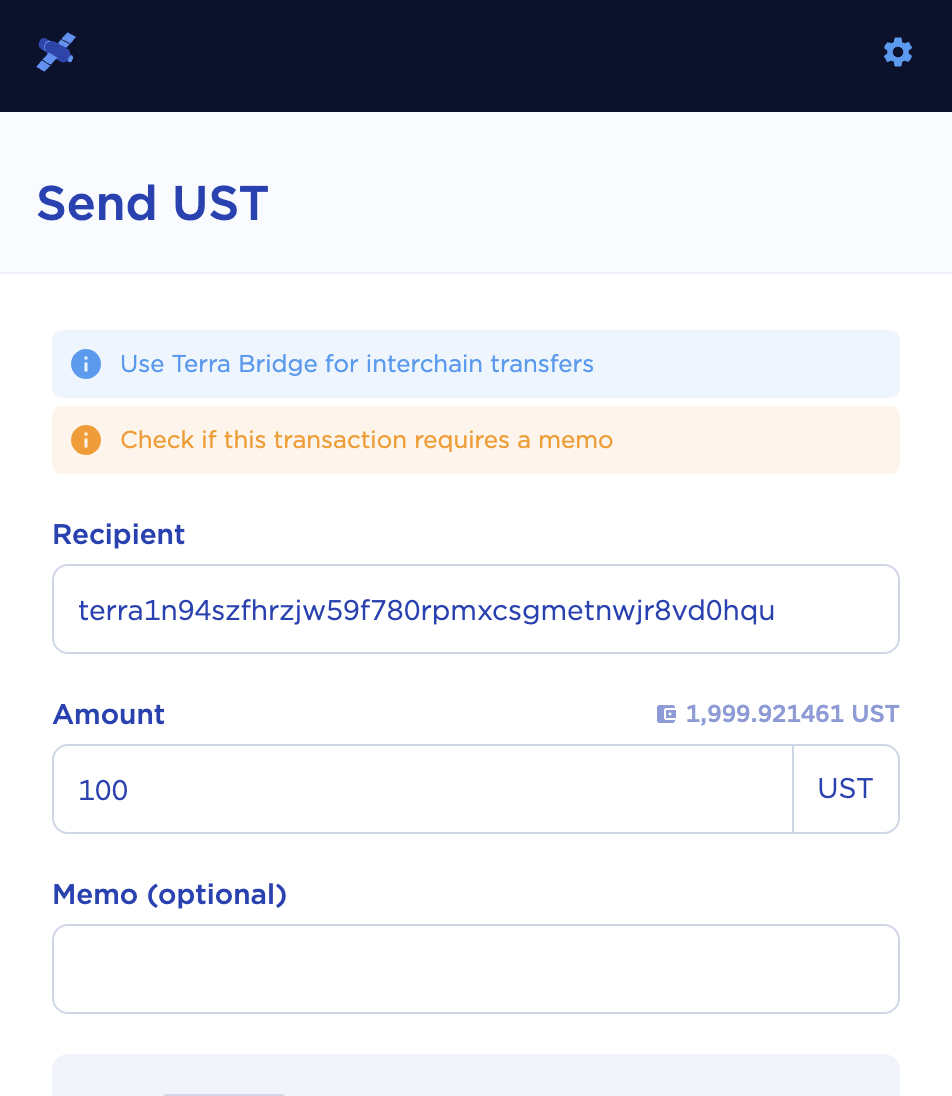 Send UST
Use Terra Bridge for interchain transfers
Check if this transaction requires a memo
Recipient
terra1n94szfhrzjw59f780rpmxcsgmetnwjr8vd0hqu
Amount
1,999.921461 UST
100
UST
Memo (optional)